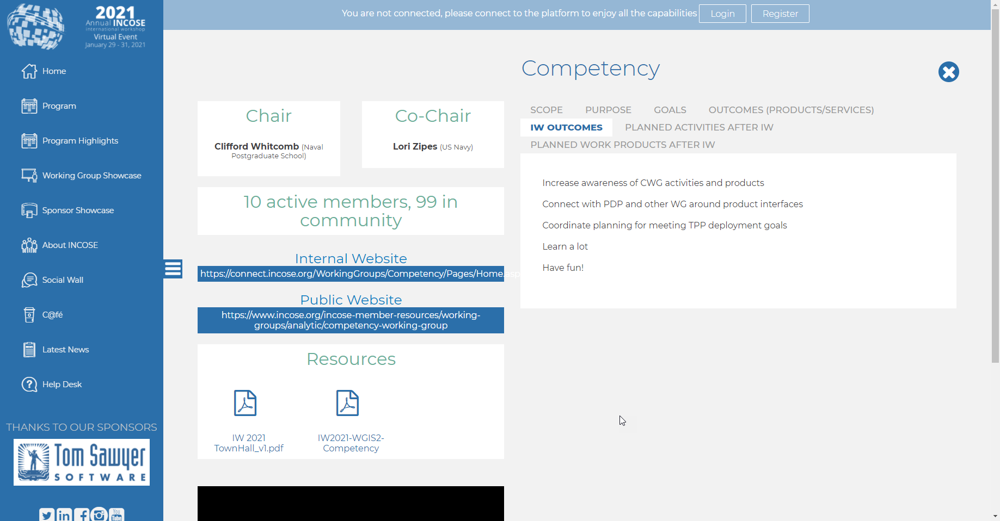 2021
Annual INCOSE
international workshop
Virtual Event
January 29 - 31, 2021
Home
Program
Program Highlights
Working Group Showcase
Sponsor Showcase
About INCOSE
Social Wall
C@fé
Latest News
Help Desk
THANKS TO OUR SPONSORS
Tom Sawyer
SOFTWARE
You are not connected, please connect to the platform to enjoy all the capabilities
Login
Register
Chair
Clifford Whitcomb (Naval
Postgraduate School)
Co-Chair
Lori Zipes (US Navy)
10 active members, 99 in
community
Internal Website
https://connect.incose.org/WorkingGroups/Competency/Pages/Home.asp
Public Website
https://www.incose.org/incose-member-resources/working-
groups/analytic/competency-working-group
Resources
IW 2021
TownHall_v1.pdf
IW2021-WGIS2-
Competency
Competency
SCOPE PURPOSE GOALS OUTCOMES (PRODUCTS/SERVICES)
IW OUTCOMES PLANNED ACTIVITIES AFTER IW
PLANNED WORK PRODUCTS AFTER IW
Increase awareness of CWG activities and products
Connect with PDP and other WG around product interfaces
Coordinate planning for meeting TPP deployment goals
Learn a lot
Have fun!